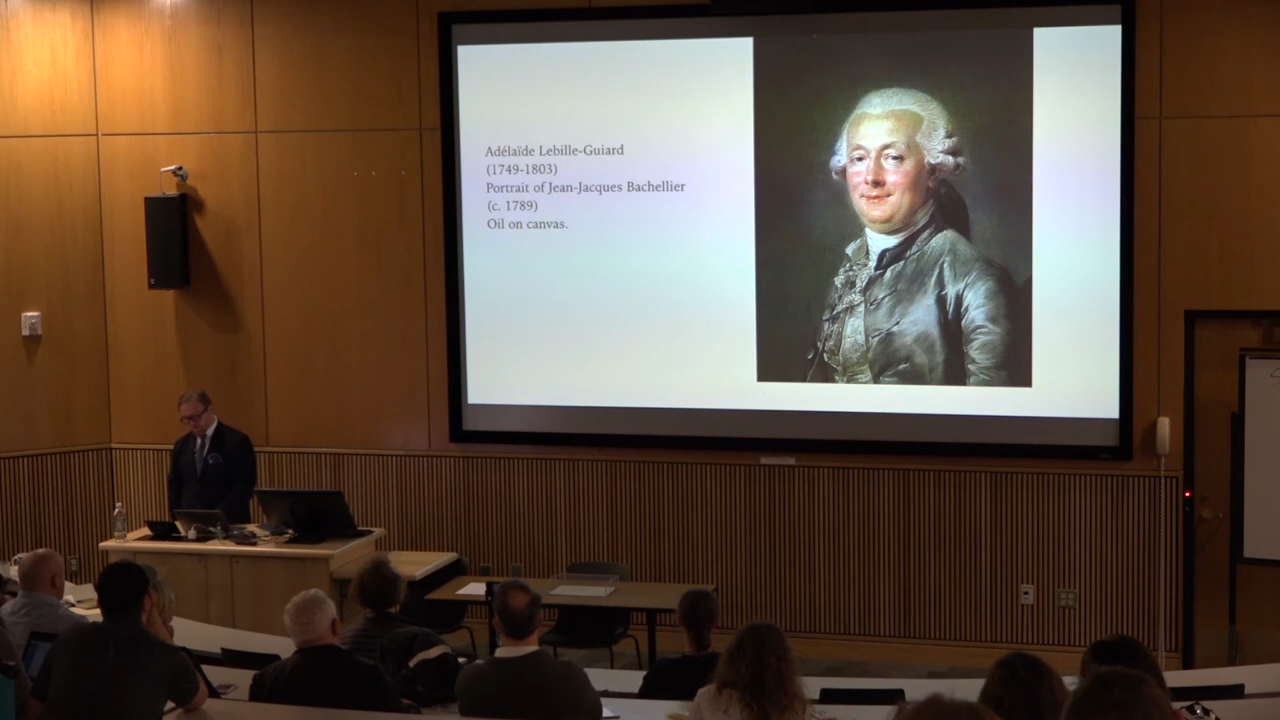 Adélaïde Lebille-Guiard
(1749-1803)
Portrait of Jean-Jacques Bachellier
(c. 1789)
Oil on canvas.